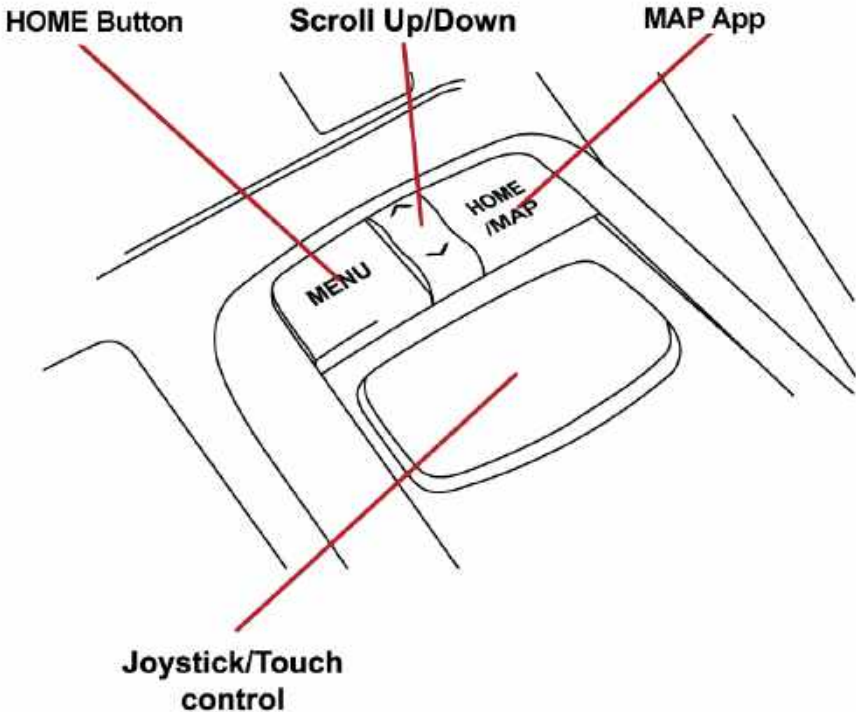 HOME Button
Scroll Up/Down
MAP App
HOME
/MAP
MENU
Joystick/Touch
control